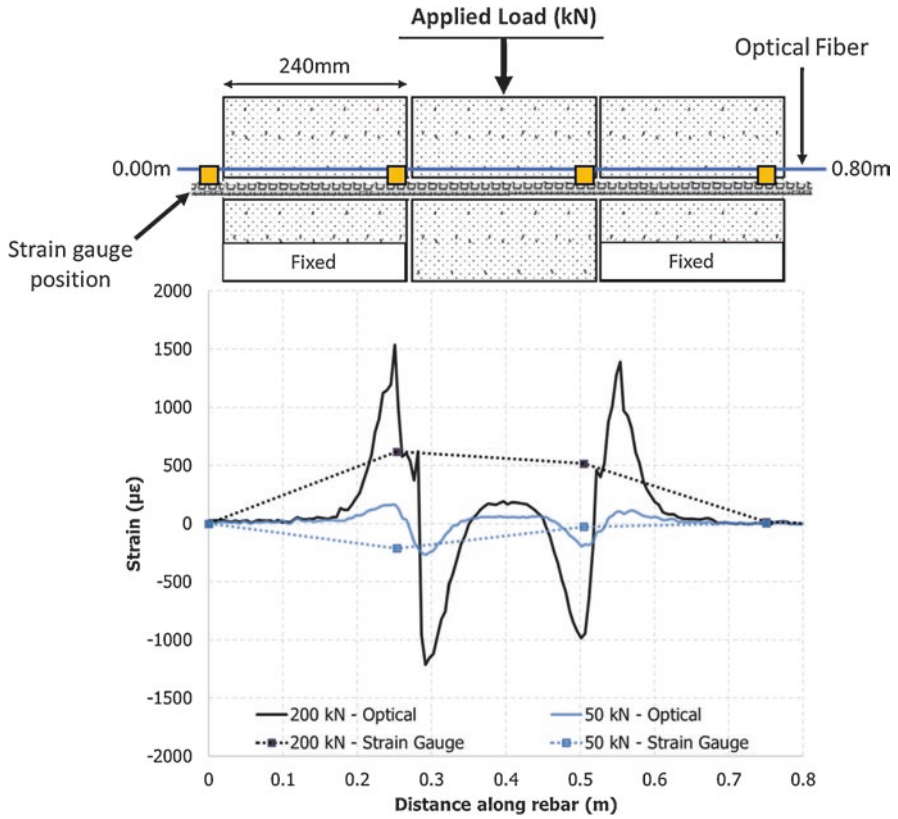 Applied Load (kN)
Optical Fiber
240mm
0.00m
0.80m
Strain gauge
position
Fixed
Fixed
2000
1500
1000
500
0
-500
-1000
-1500
-2000
Strain (με)
200 kN - Optical
50 kN - Optical
200 kN - Strain Gauge
50 kN - Strain Gauge
0 0.1 0.2 0.3 0.4 0.5 0.6 0.7 0.8
Distance along rebar (m)